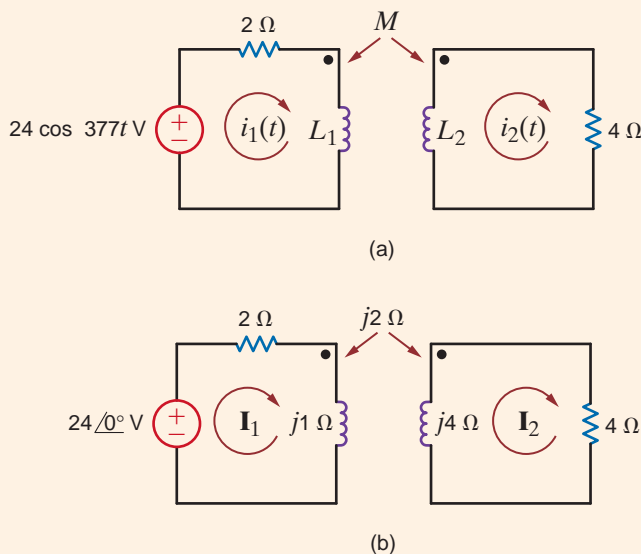 2 Ω
M
24 cos 377t V
+
−
i₁(t)
L₁
L₂
i₂(t)
4 Ω
(a)
2 Ω
j2 Ω
24 /0° V
+
−
I₁
j1 Ω
j4 Ω
I₂
4 Ω
(b)